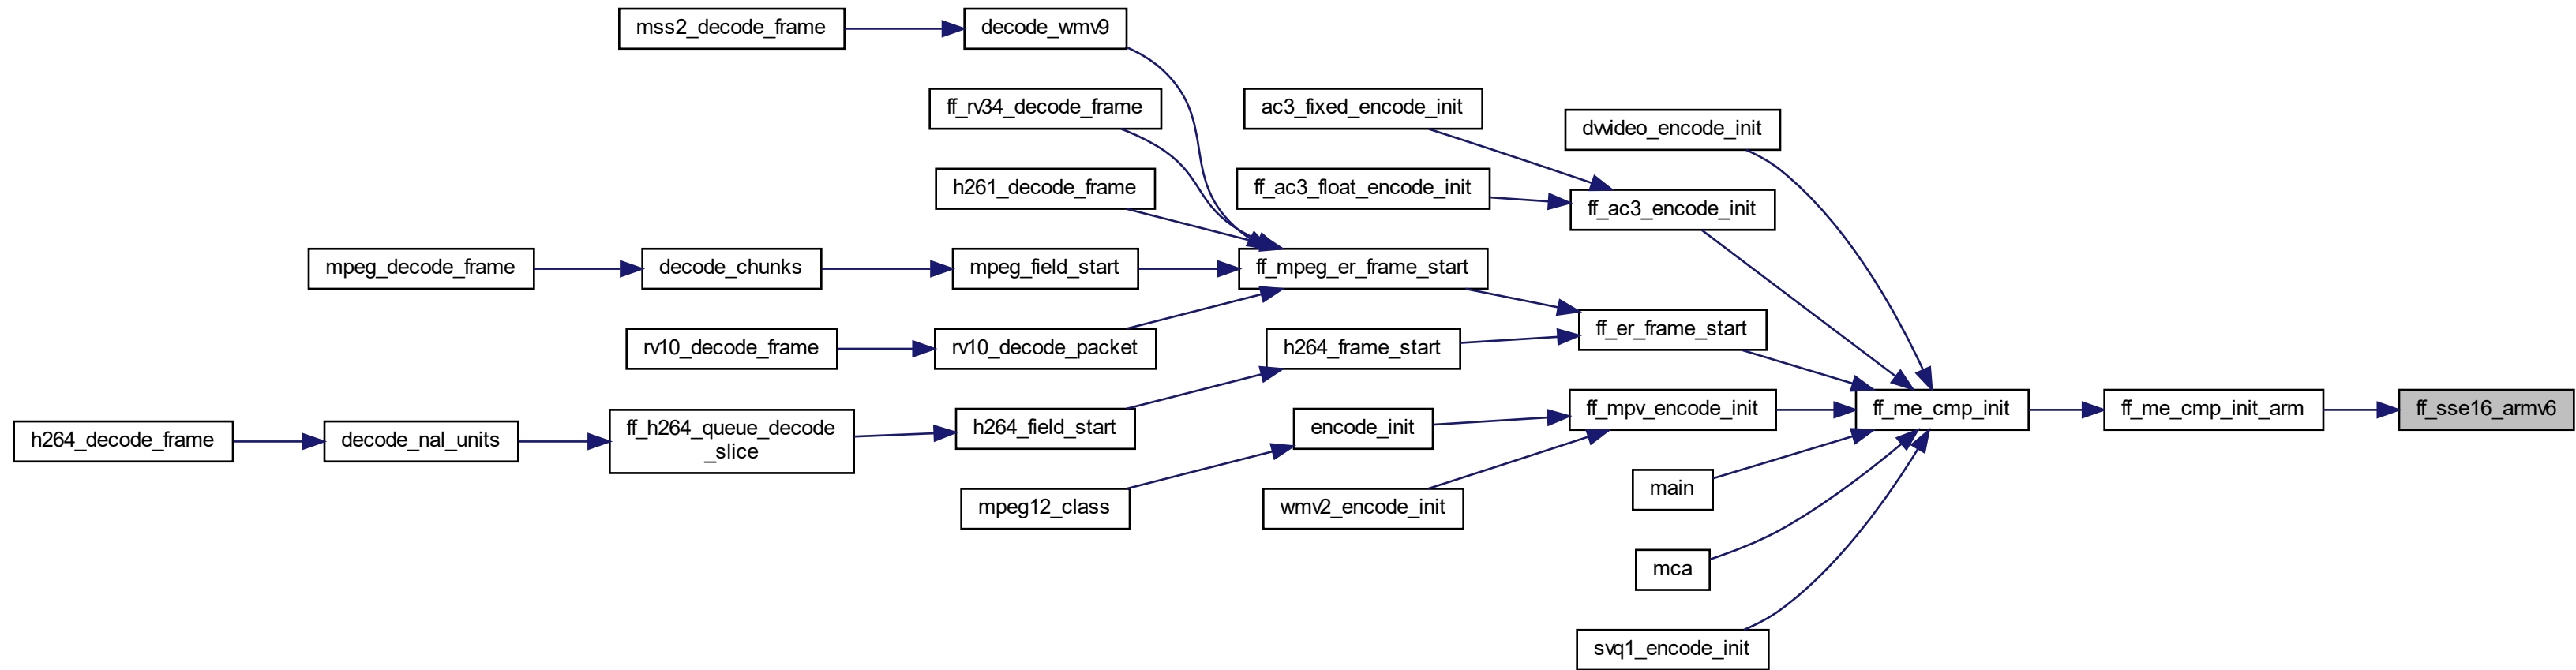 mss2_decode_frame
decode_wmv9
ff_rv34_decode_frame
ac3_fixed_encode_init
dvvideo_encode_init
h261_decode_frame
ff_ac3_float_encode_init
ff_ac3_encode_init
mpeg_decode_frame
decode_chunks
mpeg_field_start
ff_mpeg_er_frame_start
ff_er_frame_start
rv10_decode_frame
rv10_decode_packet
h264_frame_start
h264_decode_frame
decode_nal_units
ff_h264_queue_decode
_slice
h264_field_start
encode_init
ff_mpv_encode_init
ff_me_cmp_init
ff_me_cmp_init_arm
ff_sse16_armv6
mpeg12_class
wmv2_encode_init
main
mca
svq1_encode_init